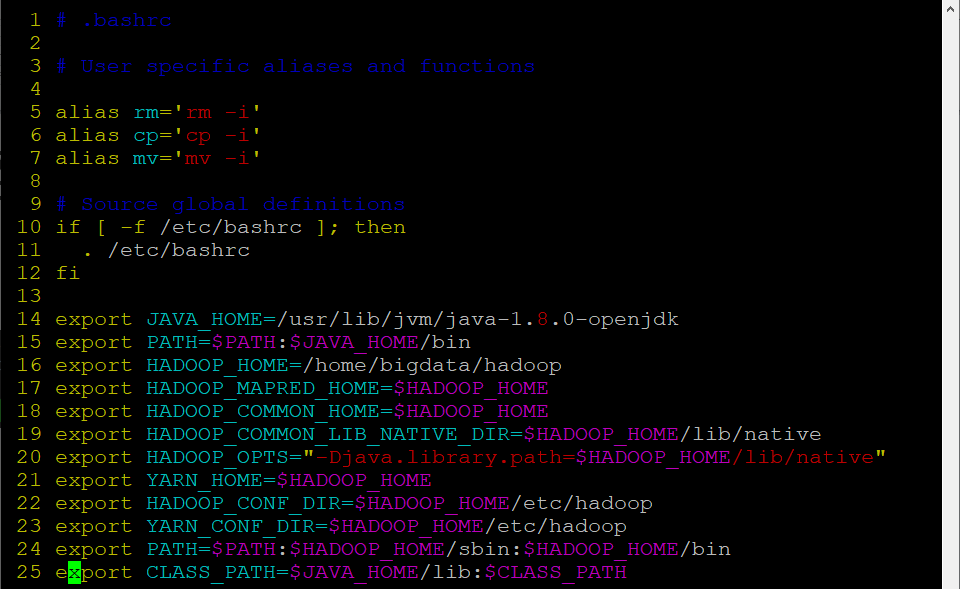 1 # .bashrc
2
3 # User specific aliases and functions
4
5 alias rm='rm -i'
6 alias cp='cp -i'
7 alias mv='mv -i'
8
9 # Source global definitions
10 if [ -f /etc/bashrc ]; then
11   . /etc/bashrc
12 fi
13
14 export JAVA_HOME=/usr/lib/jvm/java-1.8.0-openjdk
15 export PATH=$PATH:$JAVA_HOME/bin
16 export HADOOP_HOME=/home/bigdata/hadoop
17 export HADOOP_MAPRED_HOME=$HADOOP_HOME
18 export HADOOP_COMMON_HOME=$HADOOP_HOME
19 export HADOOP_COMMON_LIB_NATIVE_DIR=$HADOOP_HOME/lib/native
20 export HADOOP_OPTS="-Djava.library.path=$HADOOP_HOME/lib/native"
21 export YARN_HOME=$HADOOP_HOME
22 export HADOOP_CONF_DIR=$HADOOP_HOME/etc/hadoop
23 export YARN_CONF_DIR=$HADOOP_HOME/etc/hadoop
24 export PATH=$PATH:$HADOOP_HOME/sbin:$HADOOP_HOME/bin
25 export CLASS_PATH=$JAVA_HOME/lib:$CLASS_PATH